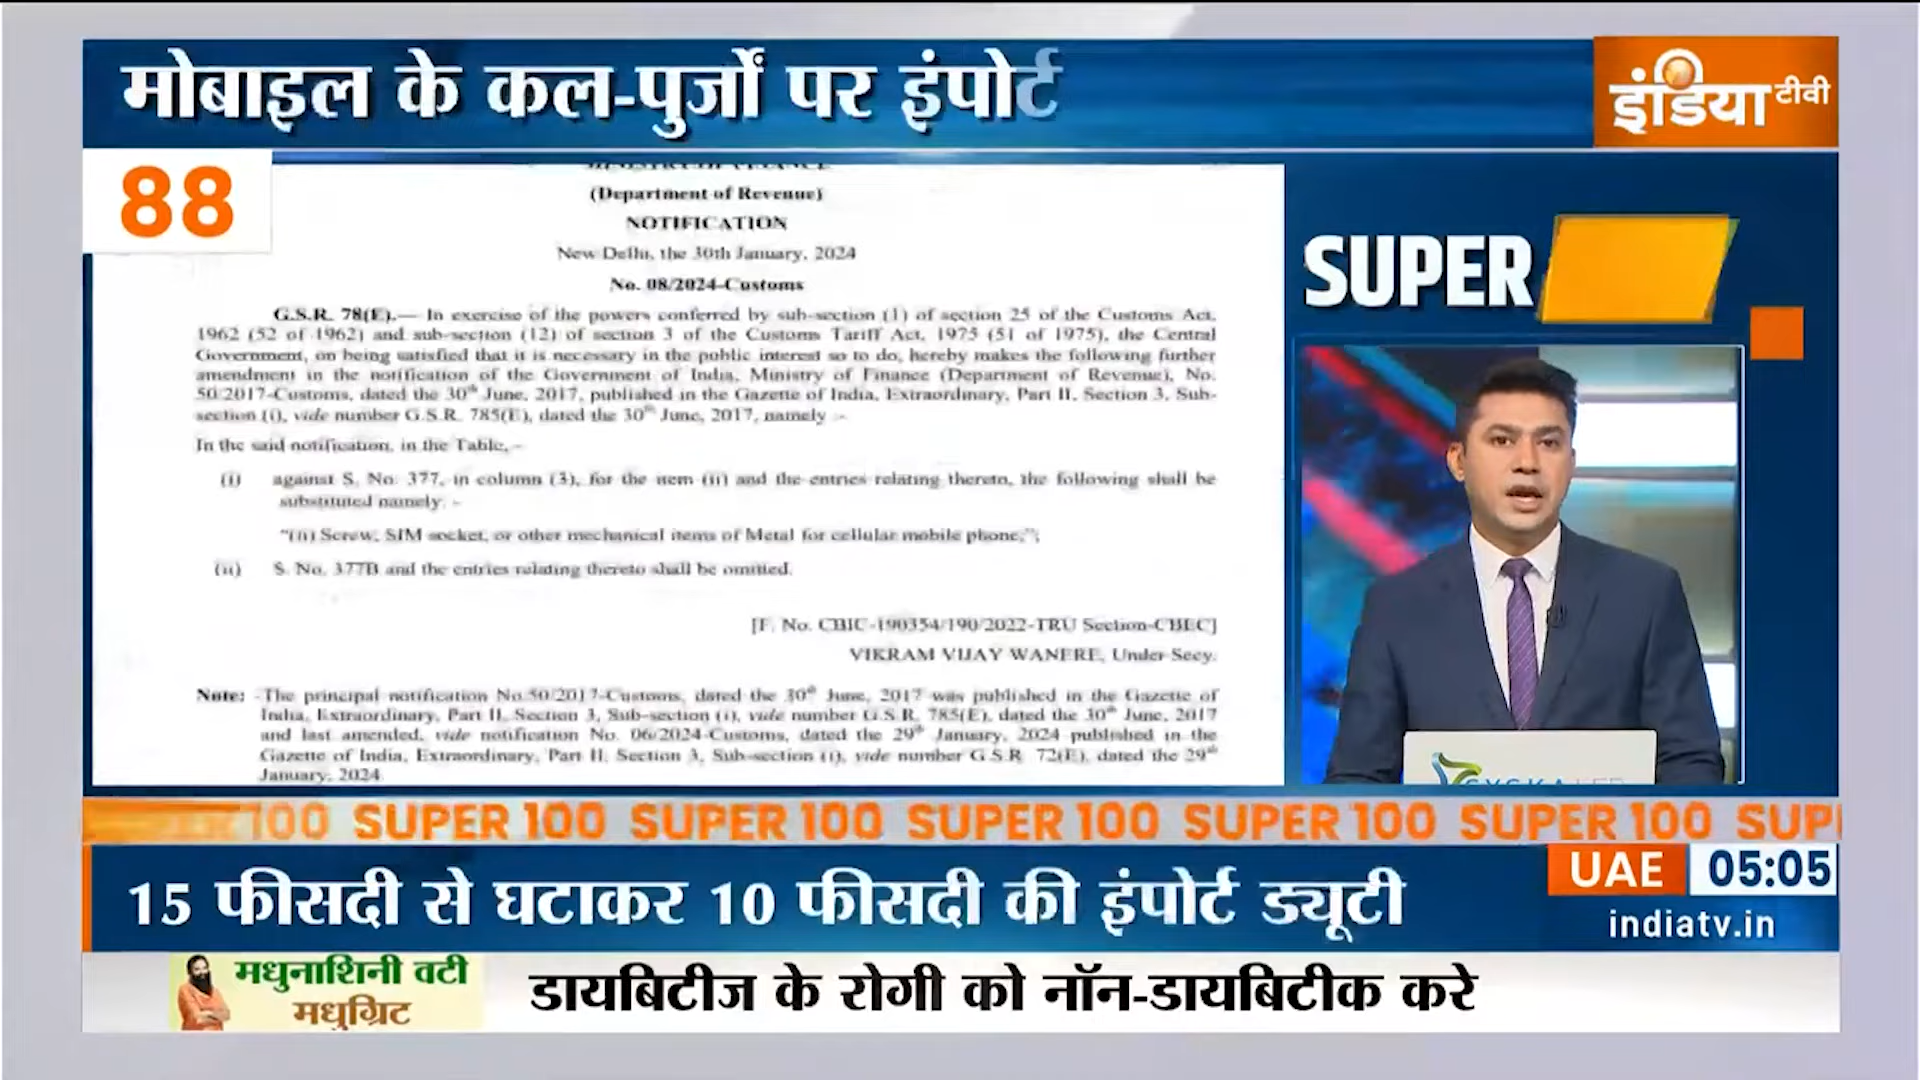 मोबाइल के कल-पुर्जों पर इंपोर्ट
इंडिया टीवी
88
(Department of Revenue)
NOTIFICATION
New Delhi, the 30th January, 2024
No. 08/2024-Customs
G.S.R. 78(E).— In exercise of the powers conferred by sub-section (1) of section 25 of the Customs Act,
1962 (52 of 1962) and sub-section (12) of section 3 of the Customs Tariff Act, 1975 (51 of 1975), the Central
Government, on being satisfied that it is necessary in the public interest so to do, hereby makes the following further
amendment in the notification of the Government of India, Ministry of Finance (Department of Revenue), No.
50/2017-Customs, dated the 30th June, 2017, published in the Gazette of India, Extraordinary, Part II, Section 3, Sub-
section (i), vide number G.S.R. 785(E), dated the 30th June, 2017, namely :-
In the said notification, in the Table, -
(i) against S. No. 377, in column (3), for the item (ii) and the entries relating thereto, the following shall be
substituted namely: -
"(ii) Screw, SIM socket, or other mechanical items of Metal for cellular mobile phone;";
(ii) S. No. 377B and the entries relating thereto shall be omitted.
[F. No. CBIC-190354/190/2022-TRU Section-CBEC]
VIKRAM VIJAY WANERE, Under Secy.
Note: -The principal notification No.50/2017-Customs, dated the 30th June, 2017 was published in the Gazette of
India, Extraordinary, Part II, Section 3, Sub-section (i), vide number G.S.R. 785(E), dated the 30th June, 2017
and last amended, vide notification No. 06/2024-Customs, dated the 29th January, 2024 published in the
Gazette of India, Extraordinary, Part II, Section 3, Sub-section (i), vide number G.S.R. 72(E), dated the 29th
January, 2024
SUPER
100 SUPER 100 SUPER 100 SUPER 100 SUPER 100 SUPER 100 SUP
15 फीसदी से घटाकर 10 फीसदी की इंपोर्ट ड्यूटी
UAE 05:05
indiatv.in
मधुनाशिनी वटी
मधुग्रिट
डायबिटीज के रोगी को नॉन-डायबिटीक करे